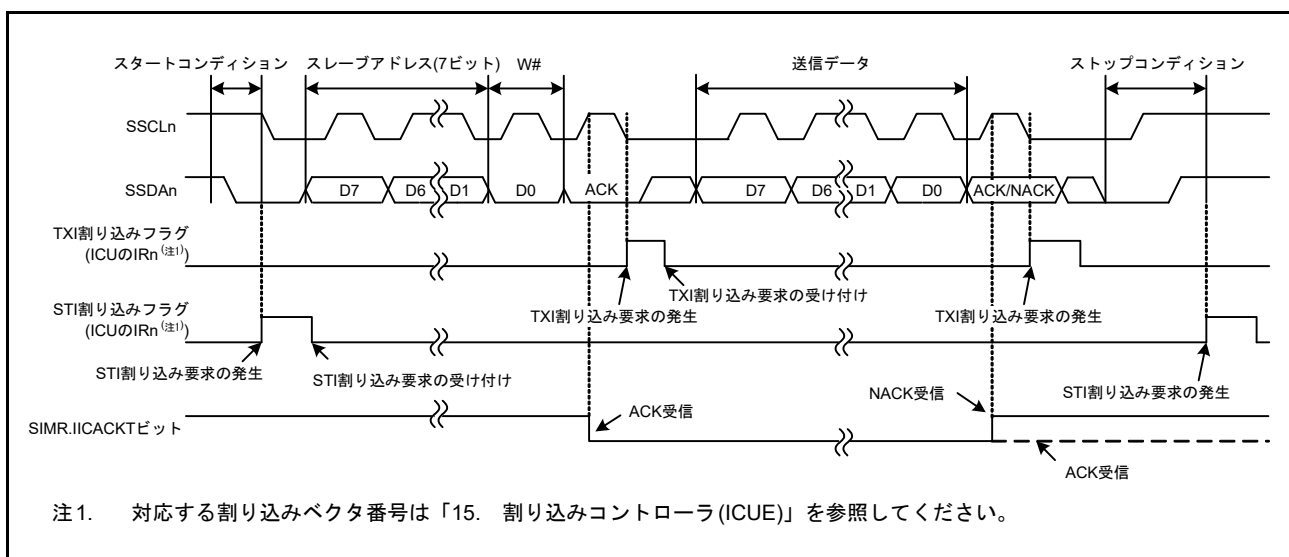 スタートコンディション スレーブアドレス(7ビット) W# 送信データ ストップコンディション
SSCLn
SSDAn D7 D6 D1 D0 ACK D7 D6 D1 D0 ACK/NACK
TXI割り込みフラグ
(ICUのIRn(注1))
TXI割り込み要求の受け付け
TXI割り込み要求の発生 TXI割り込み要求の発生
STI割り込みフラグ
(ICUのIRn(注1))
STI割り込み要求の発生 STI割り込み要求の受け付け STI割り込み要求の発生
NACK受信
ACK受信
SIMR.IICACKTビット
ACK受信
注1. 対応する割り込みベクタ番号は「15. 割り込みコントローラ(ICUE)」を参照してください。